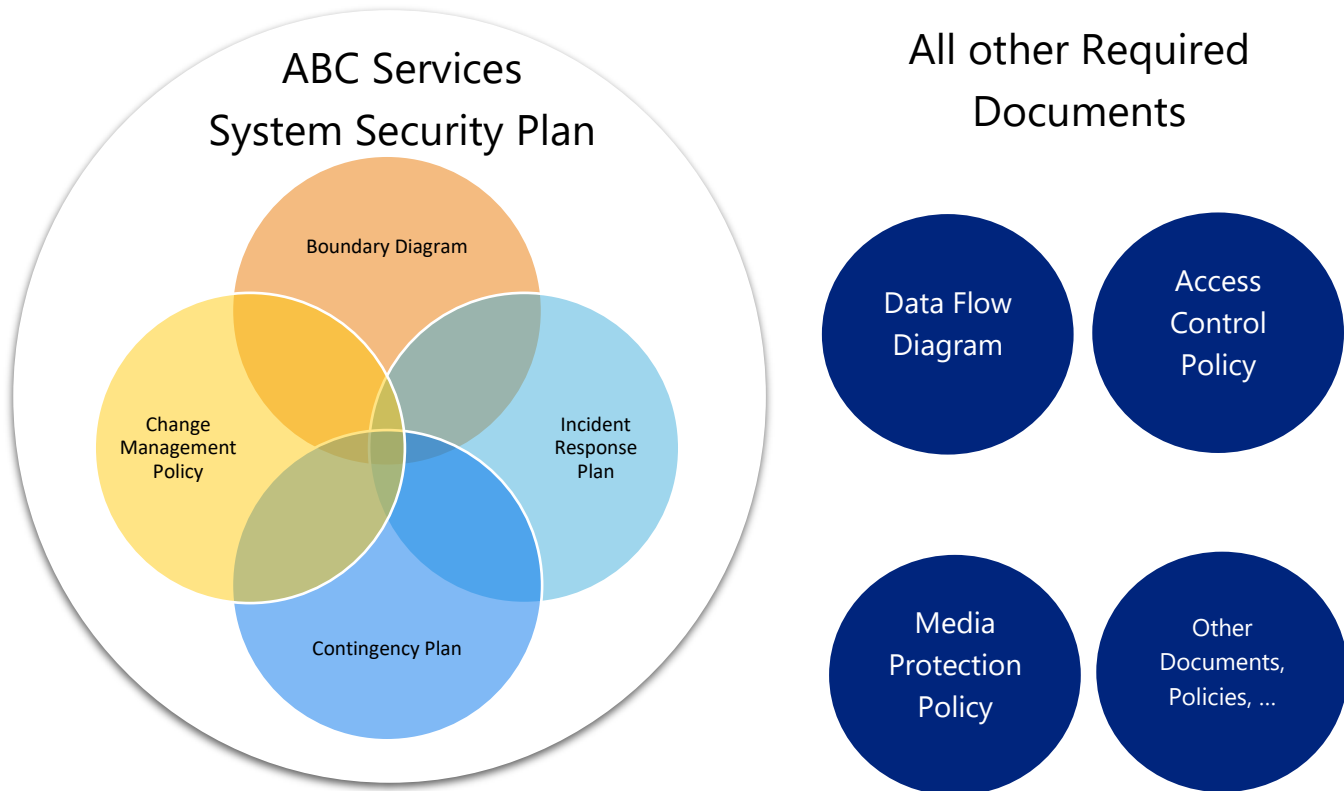 ABC Services
System Security Plan
Boundary Diagram
Change
Management
Policy
Incident
Response
Plan
Contingency Plan
All other Required
Documents
Data Flow
Diagram
Access
Control
Policy
Media
Protection
Policy
Other
Documents,
Policies, ...